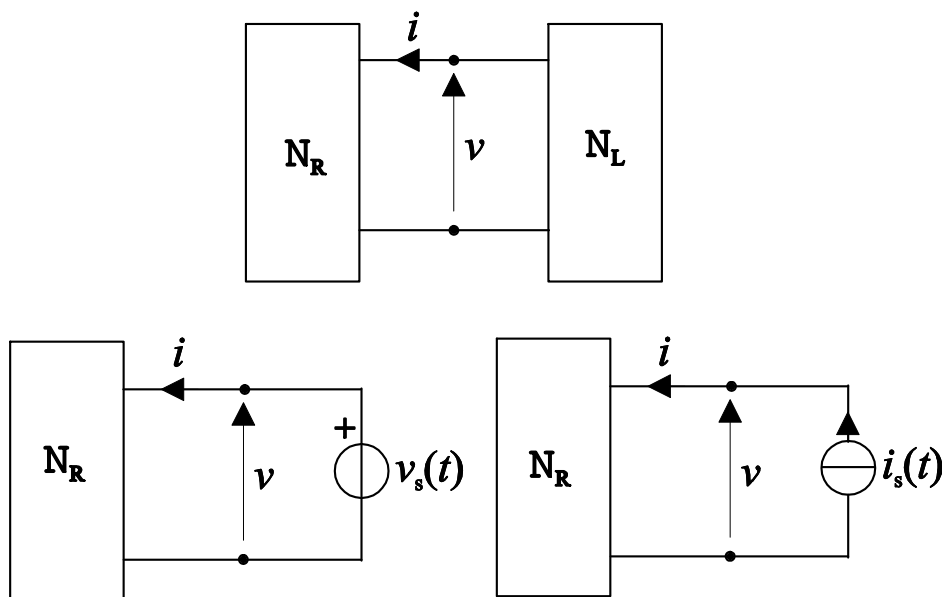 i
N_R v N_L
i i
N_R v + v_s(t) N_R v i_s(t)